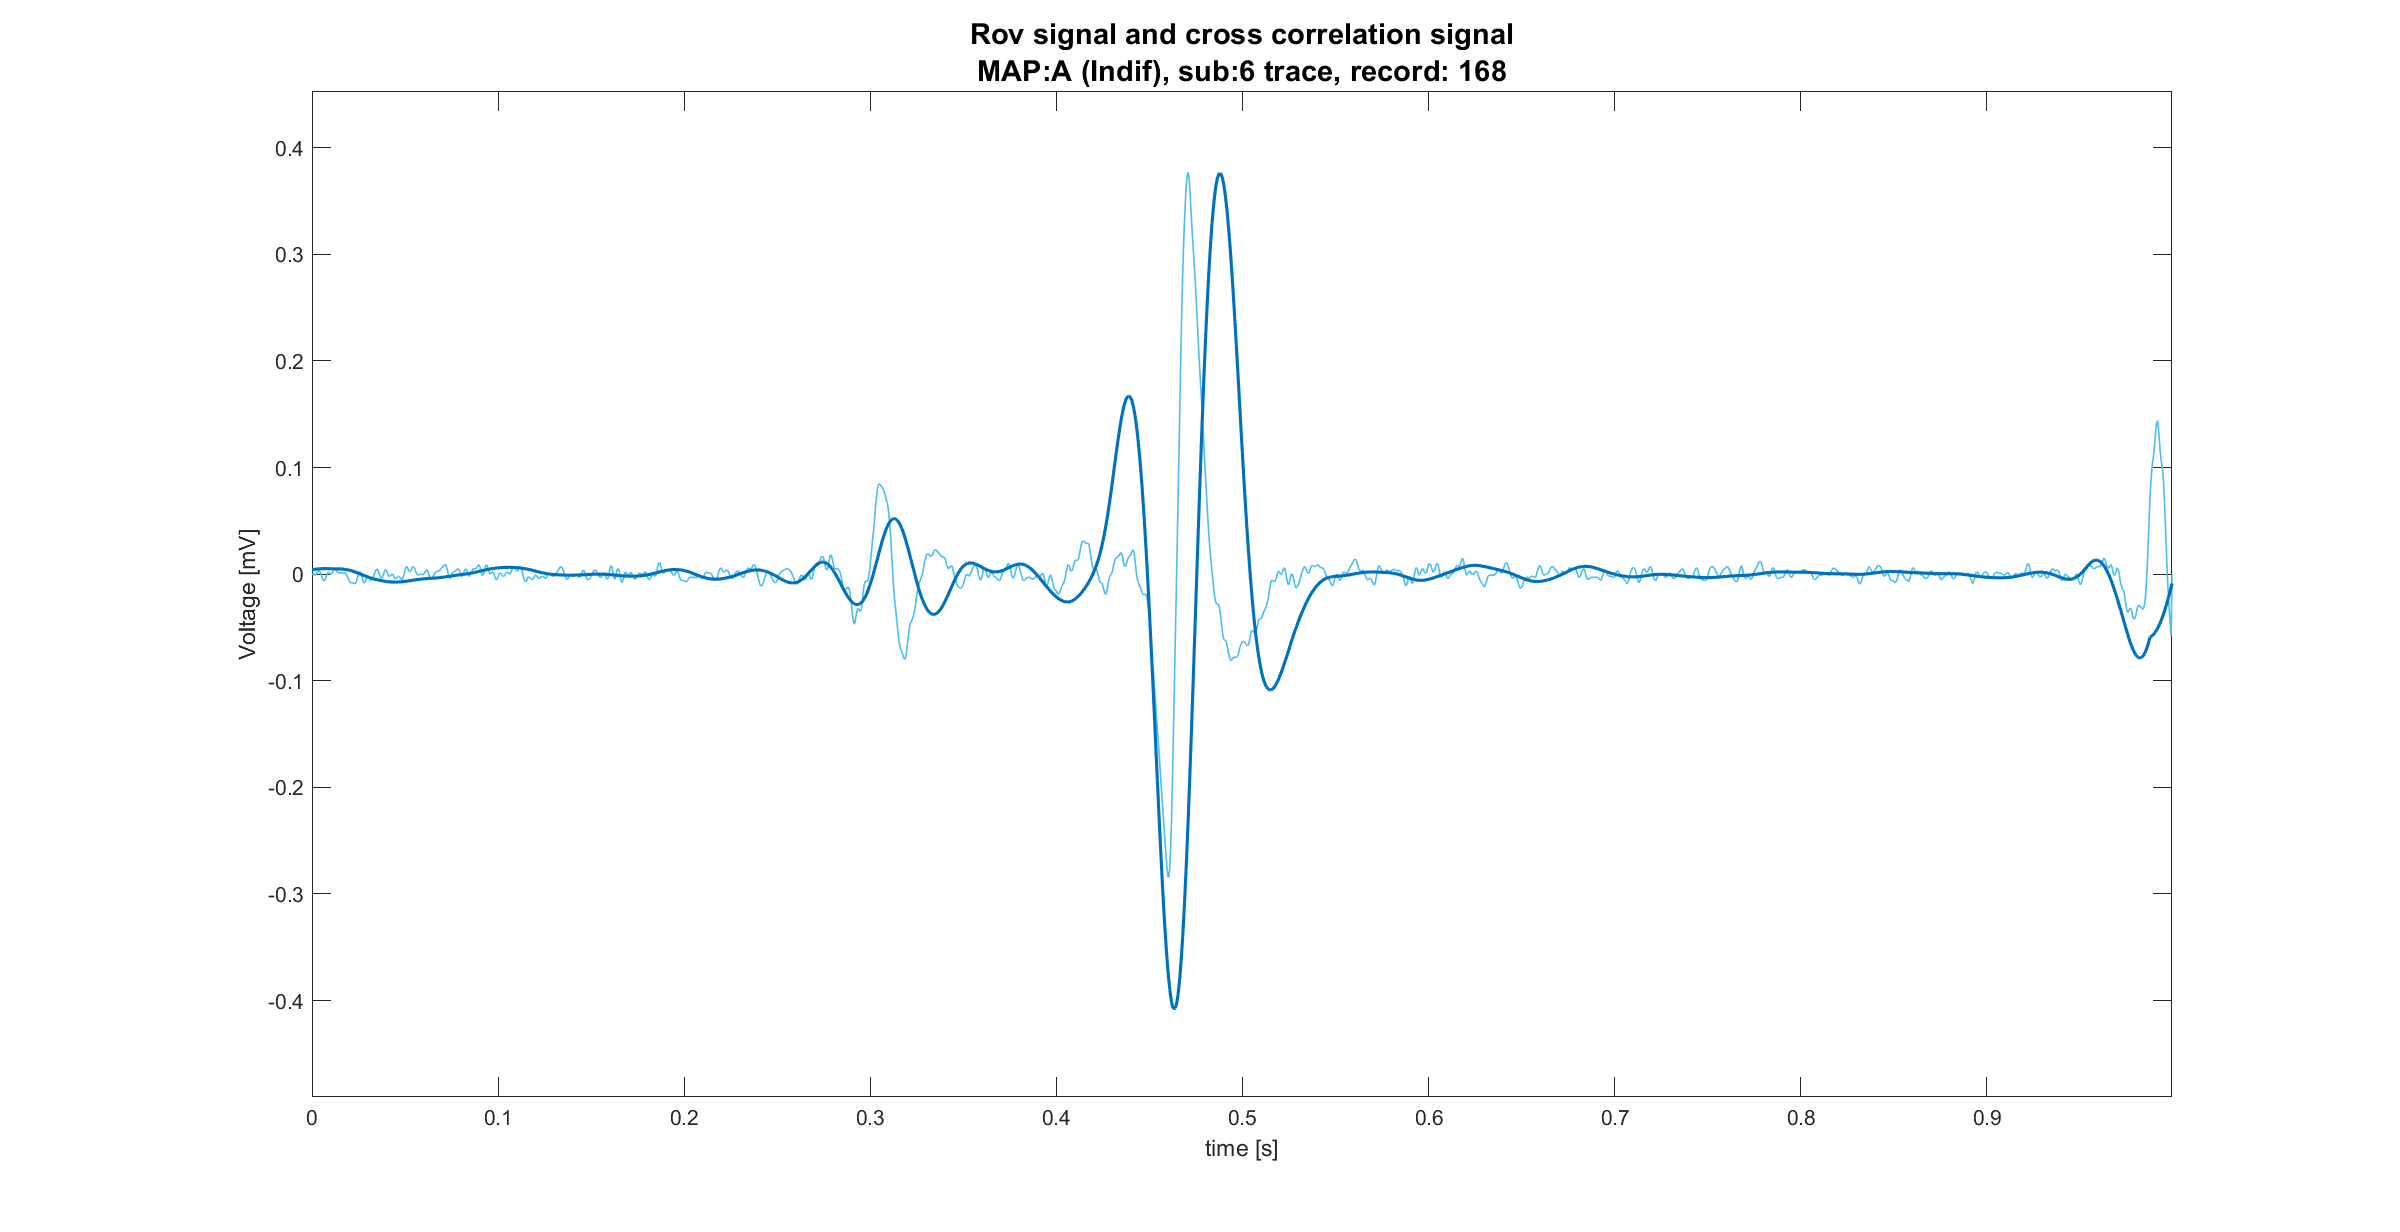 Rov signal and cross correlation signal
MAP:A (Indif), sub:6 trace, record: 168
Voltage [mV]
0.4
0.3
0.2
0.1
0
-0.1
-0.2
-0.3
-0.4
0 0.1 0.2 0.3 0.4 0.5 0.6 0.7 0.8 0.9
time [s]